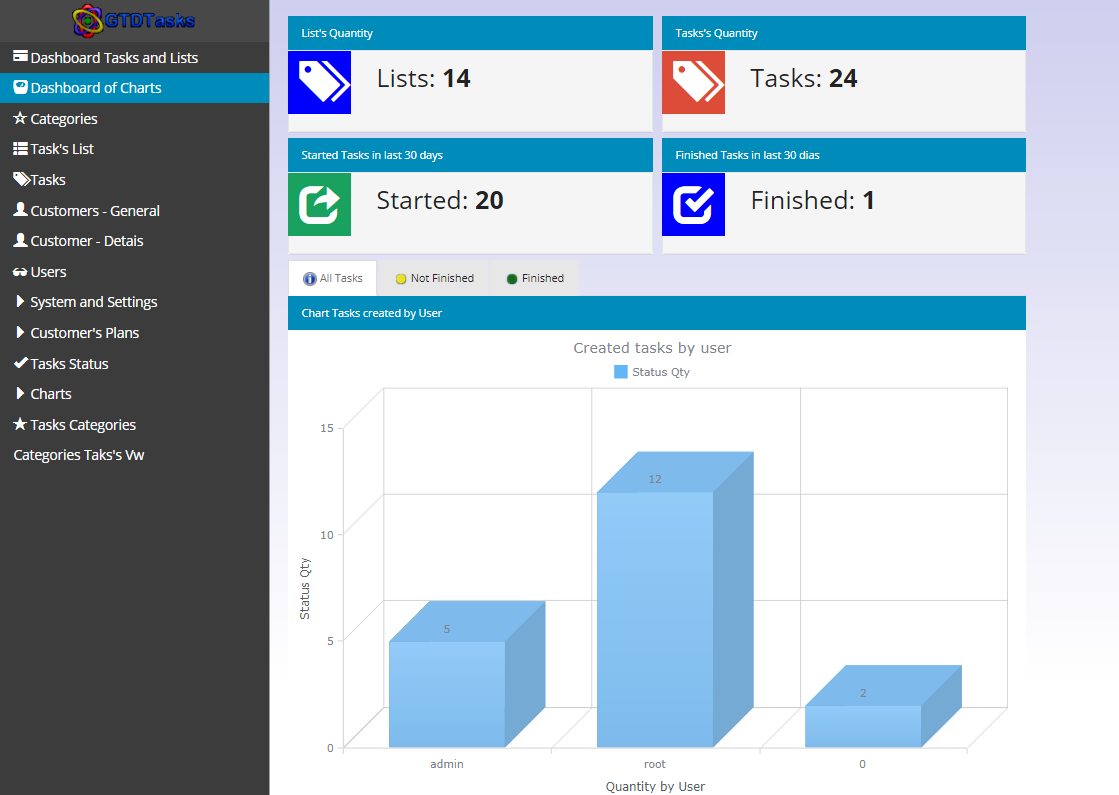 GTDTasks
Dashboard Tasks and Lists
Dashboard of Charts
Categories
Task's List
Tasks
Customers - General
Customer - Detais
Users
System and Settings
Customer's Plans
Tasks Status
Charts
Tasks Categories
Categories Taks's Vw
List's Quantity
Lists: 14
Tasks's Quantity
Tasks: 24
Started Tasks in last 30 days
Started: 20
Finished Tasks in last 30 dias
Finished: 1
All Tasks
Not Finished
Finished
Chart Tasks created by User
Created tasks by user
Status Qty
15
10
5
0
Status Qty
5
12
2
admin
root
0
Quantity by User